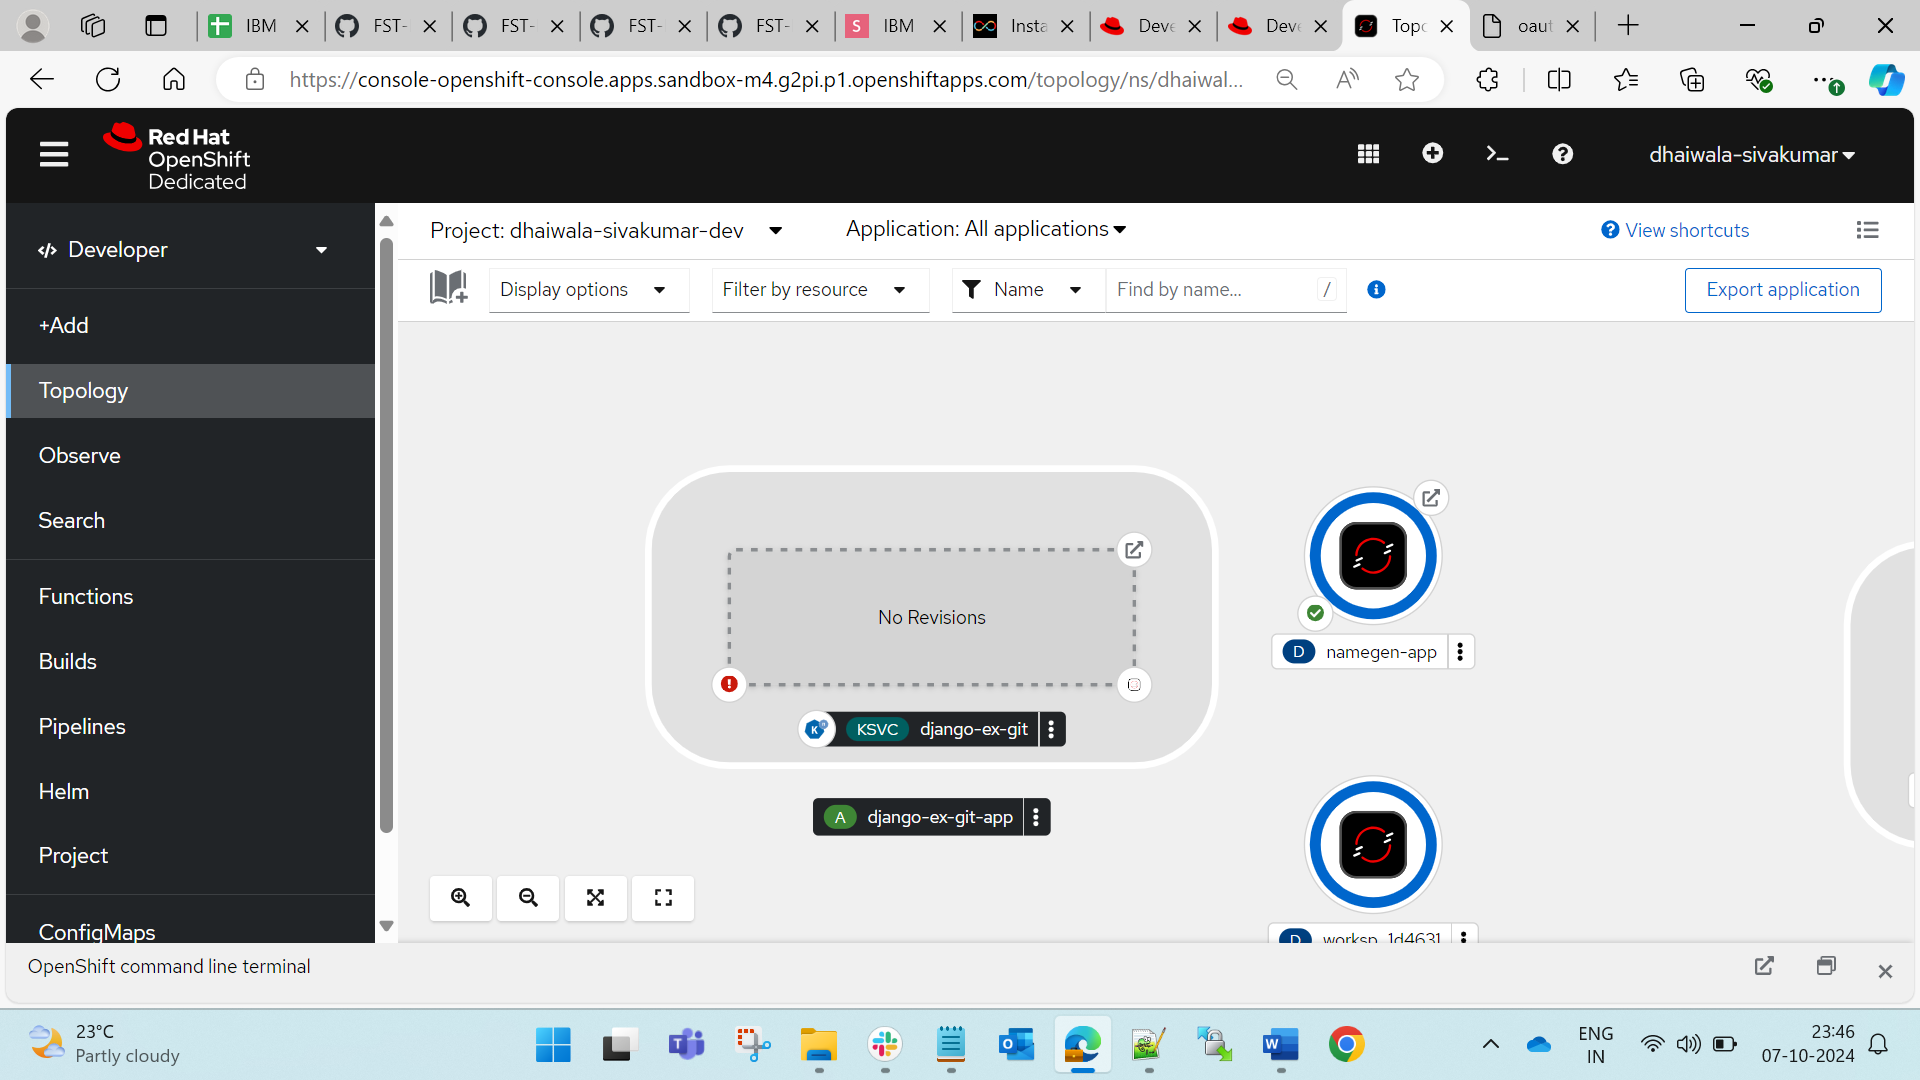 IBM
FST-
FST-
FST-
FST-
S
IBM
Insta
Deve
Deve
Topo
oaut
https://console-openshift-console.apps.sandbox-m4.g2pi.p1.openshiftapps.com/topology/ns/dhaiwal...
Red Hat
OpenShift
Dedicated
dhaiwala-sivakumar
Developer
+Add
Topology
Observe
Search
Functions
Builds
Pipelines
Helm
Project
ConfigMaps
Project: dhaiwala-sivakumar-dev
Application: All applications
View shortcuts
Display options
Filter by resource
Name
Find by name...
/
Export application
No Revisions
KSVC
django-ex-git
A
django-ex-git-app
D
namegen-app
D
worksp...1d4631
OpenShift command line terminal
23°C
Partly cloudy
ENG
IN
23:46
07-10-2024